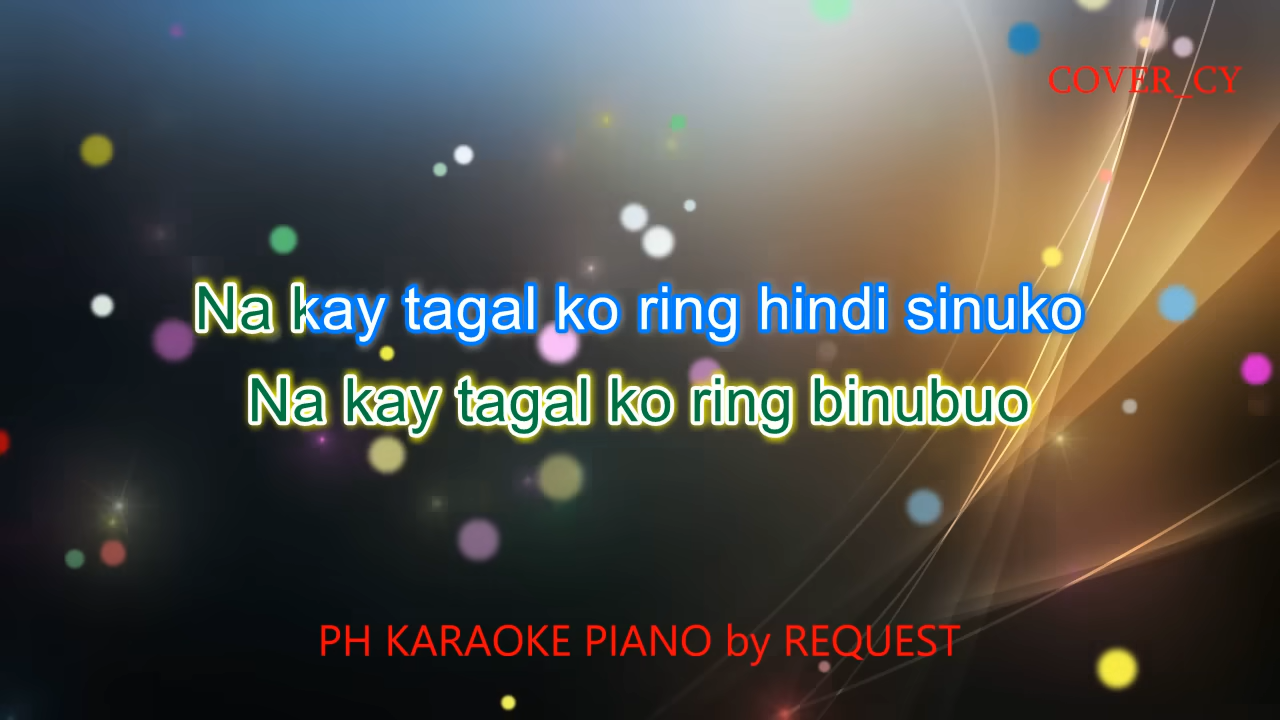 COVER_CY
Na kay tagal ko ring hindi sinuko
Na kay tagal ko ring binubuo
PH KARAOKE PIANO by REQUEST